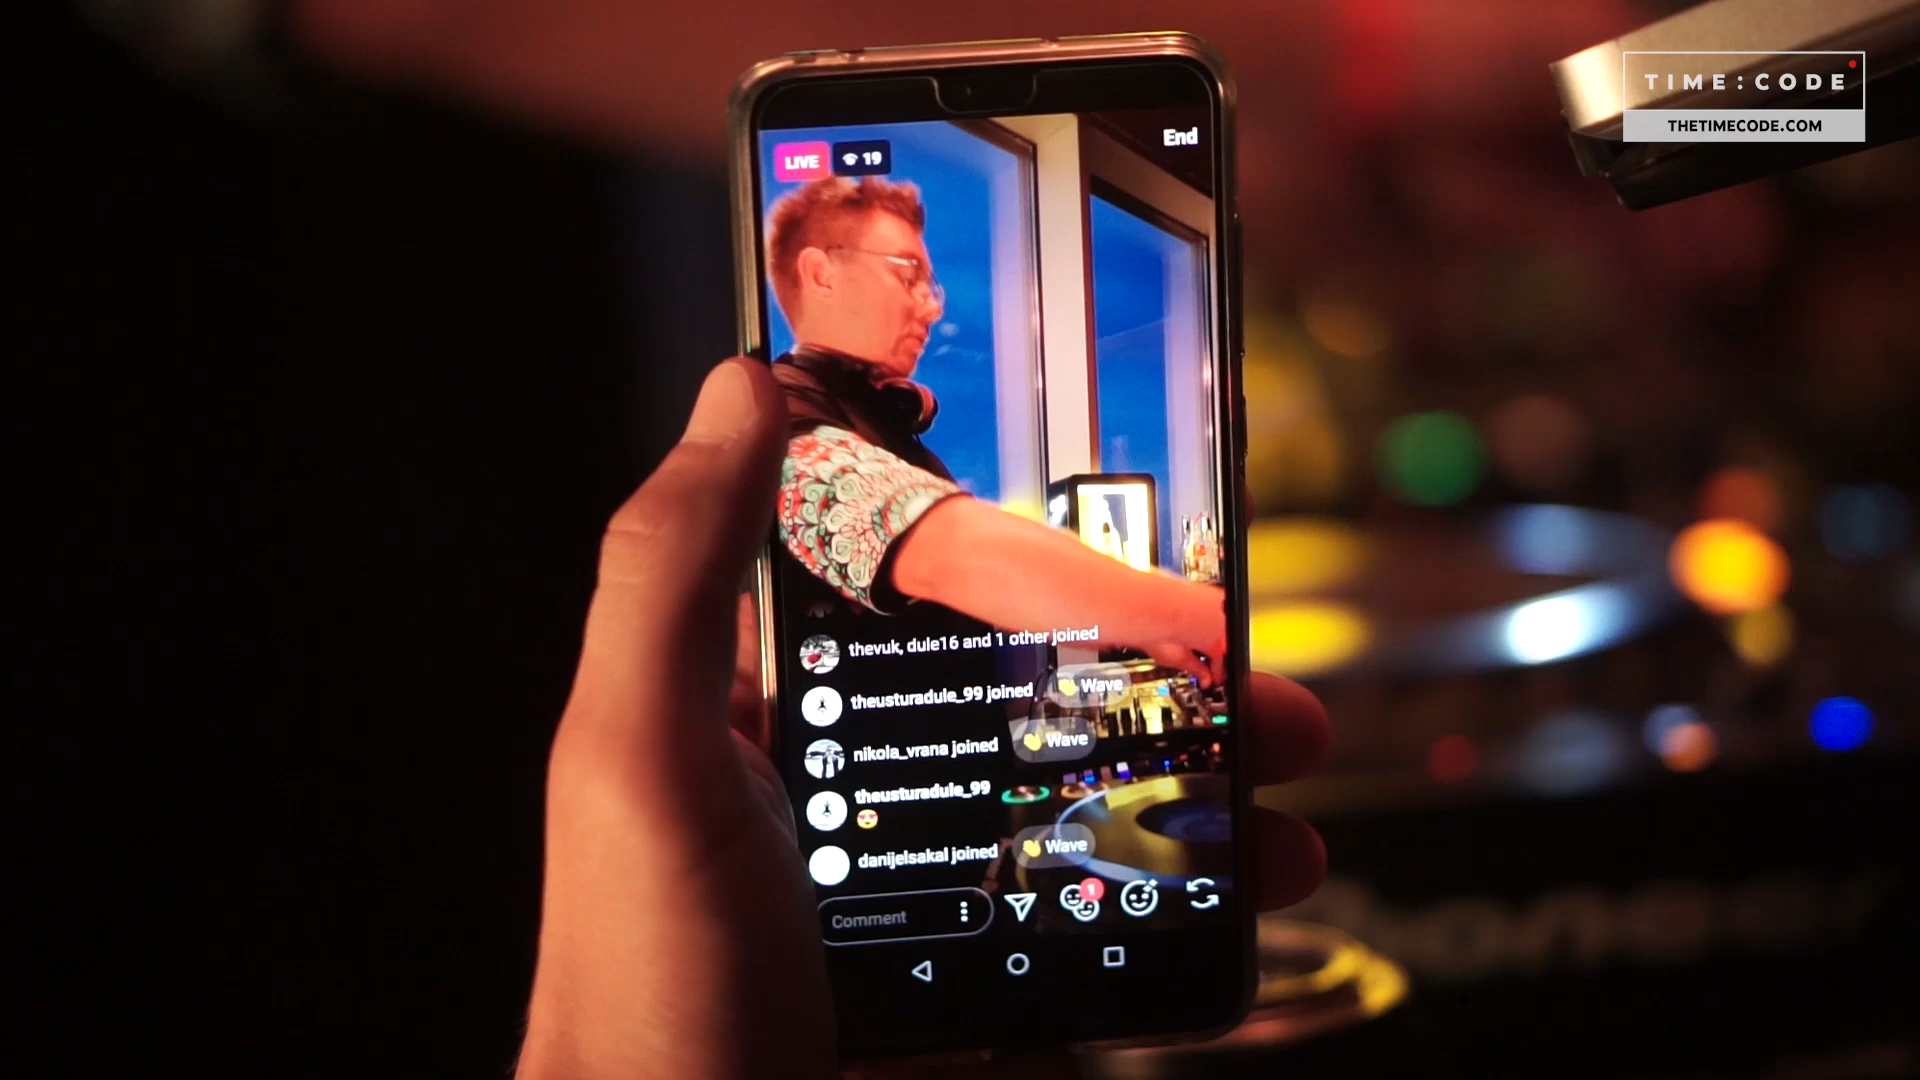 TIME:CODE
THETIMECODE.COM
End
LIVE
19
thevuk, dule16 and 1 other joined
theusturadule_99 joined
Wave
nikola_vrana joined
Wave
theusturadule_99
😍
danijelsakal joined
Wave
1
Comment